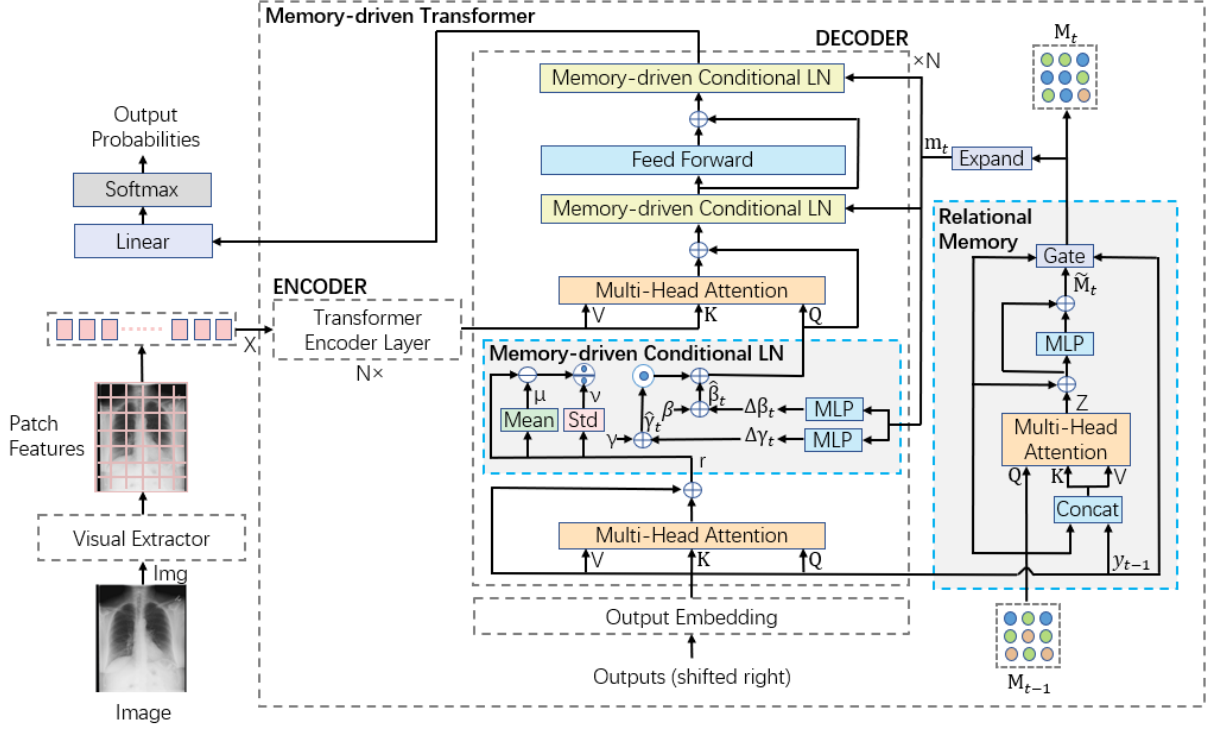 Memory-driven Transformer
DECODER
×N
M_t
Memory-driven Conditional LN
Output
Probabilities
Softmax
Linear
Feed Forward
m_t
Expand
Memory-driven Conditional LN
Relational
Memory
Gate
M̃_t
MLP
Z
Multi-Head
Attention
Q
K
V
Concat
y_{t−1}
M_{t−1}
ENCODER
Transformer
Encoder Layer
N×
X
Multi-Head Attention
V
K
Q
Memory-driven Conditional LN
μ
ν
Mean
Std
γ
γ̂_t
β
β̂_t
Δβ_t
MLP
Δγ_t
MLP
r
Multi-Head Attention
V
K
Q
Output Embedding
Outputs (shifted right)
Patch
Features
Visual Extractor
Img
Image